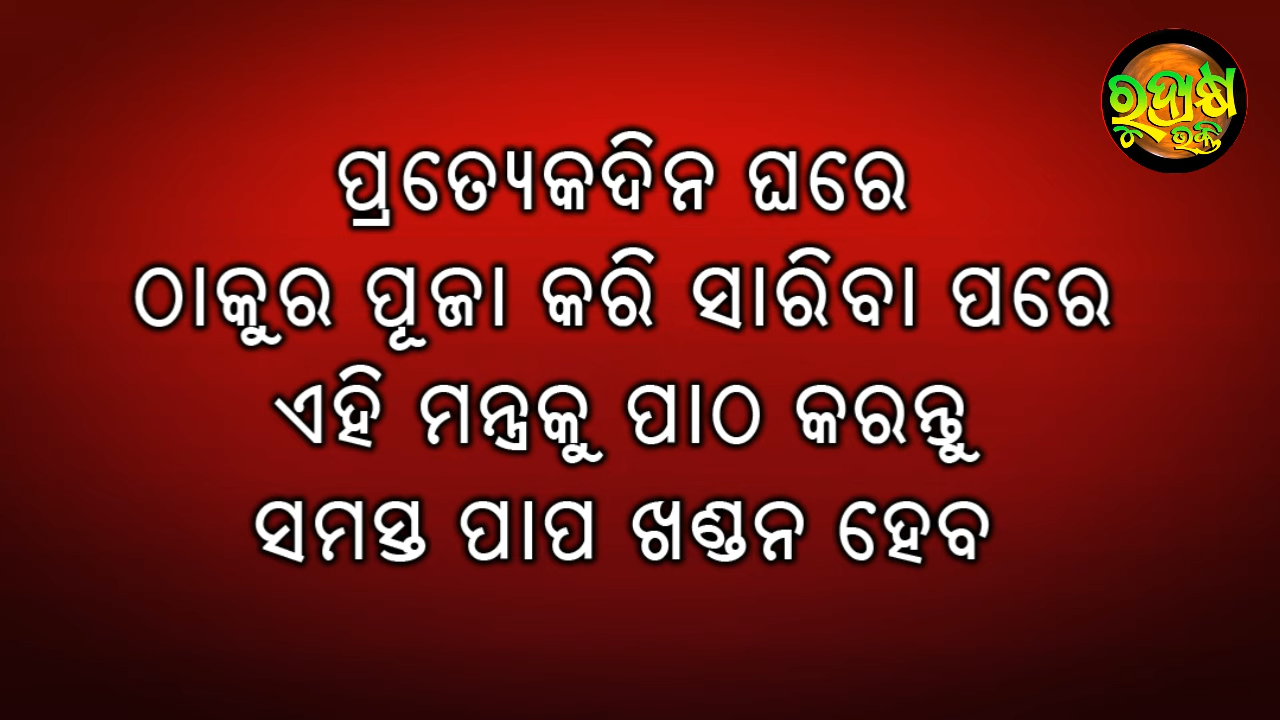 ରୁଦ୍ରାକ୍ଷ
ଭକ୍ତି
ପ୍ରତ୍ୟେକଦିନ ଘରେ
ଠାକୁର ପୂଜା କରି ସାରିବା ପରେ
ଏହି ମନ୍ତ୍ରକୁ ପାଠ କରନ୍ତୁ
ସମସ୍ତ ପାପ ଖଣ୍ଡନ ହେବ